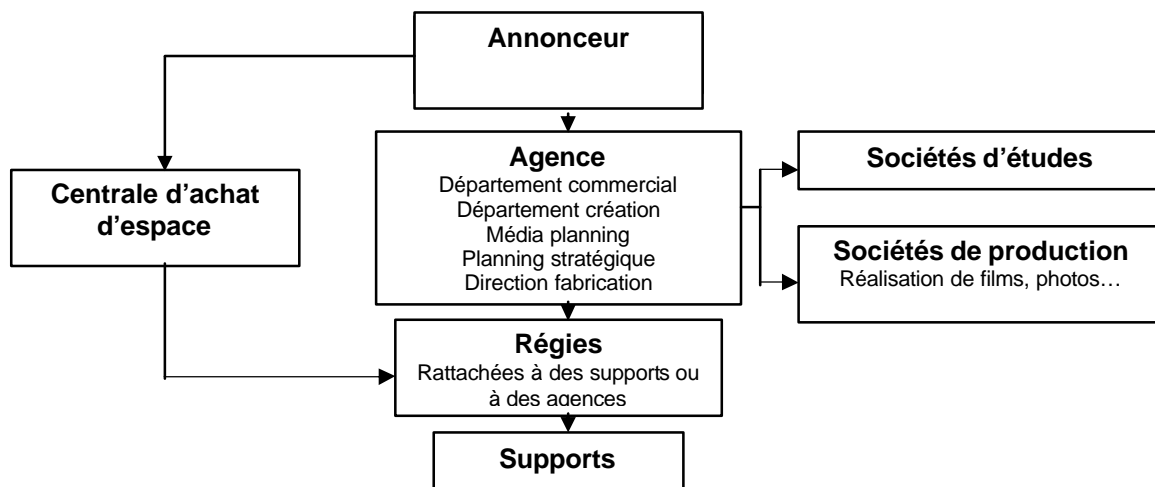 Annonceur
Agence
Département commercial
Département création
Média planning
Planning stratégique
Direction fabrication
Centrale d’achat
d’espace
Sociétés d’études
Sociétés de production
Réalisation de films, photos…
Régies
Rattachées à des supports ou
à des agences
Supports